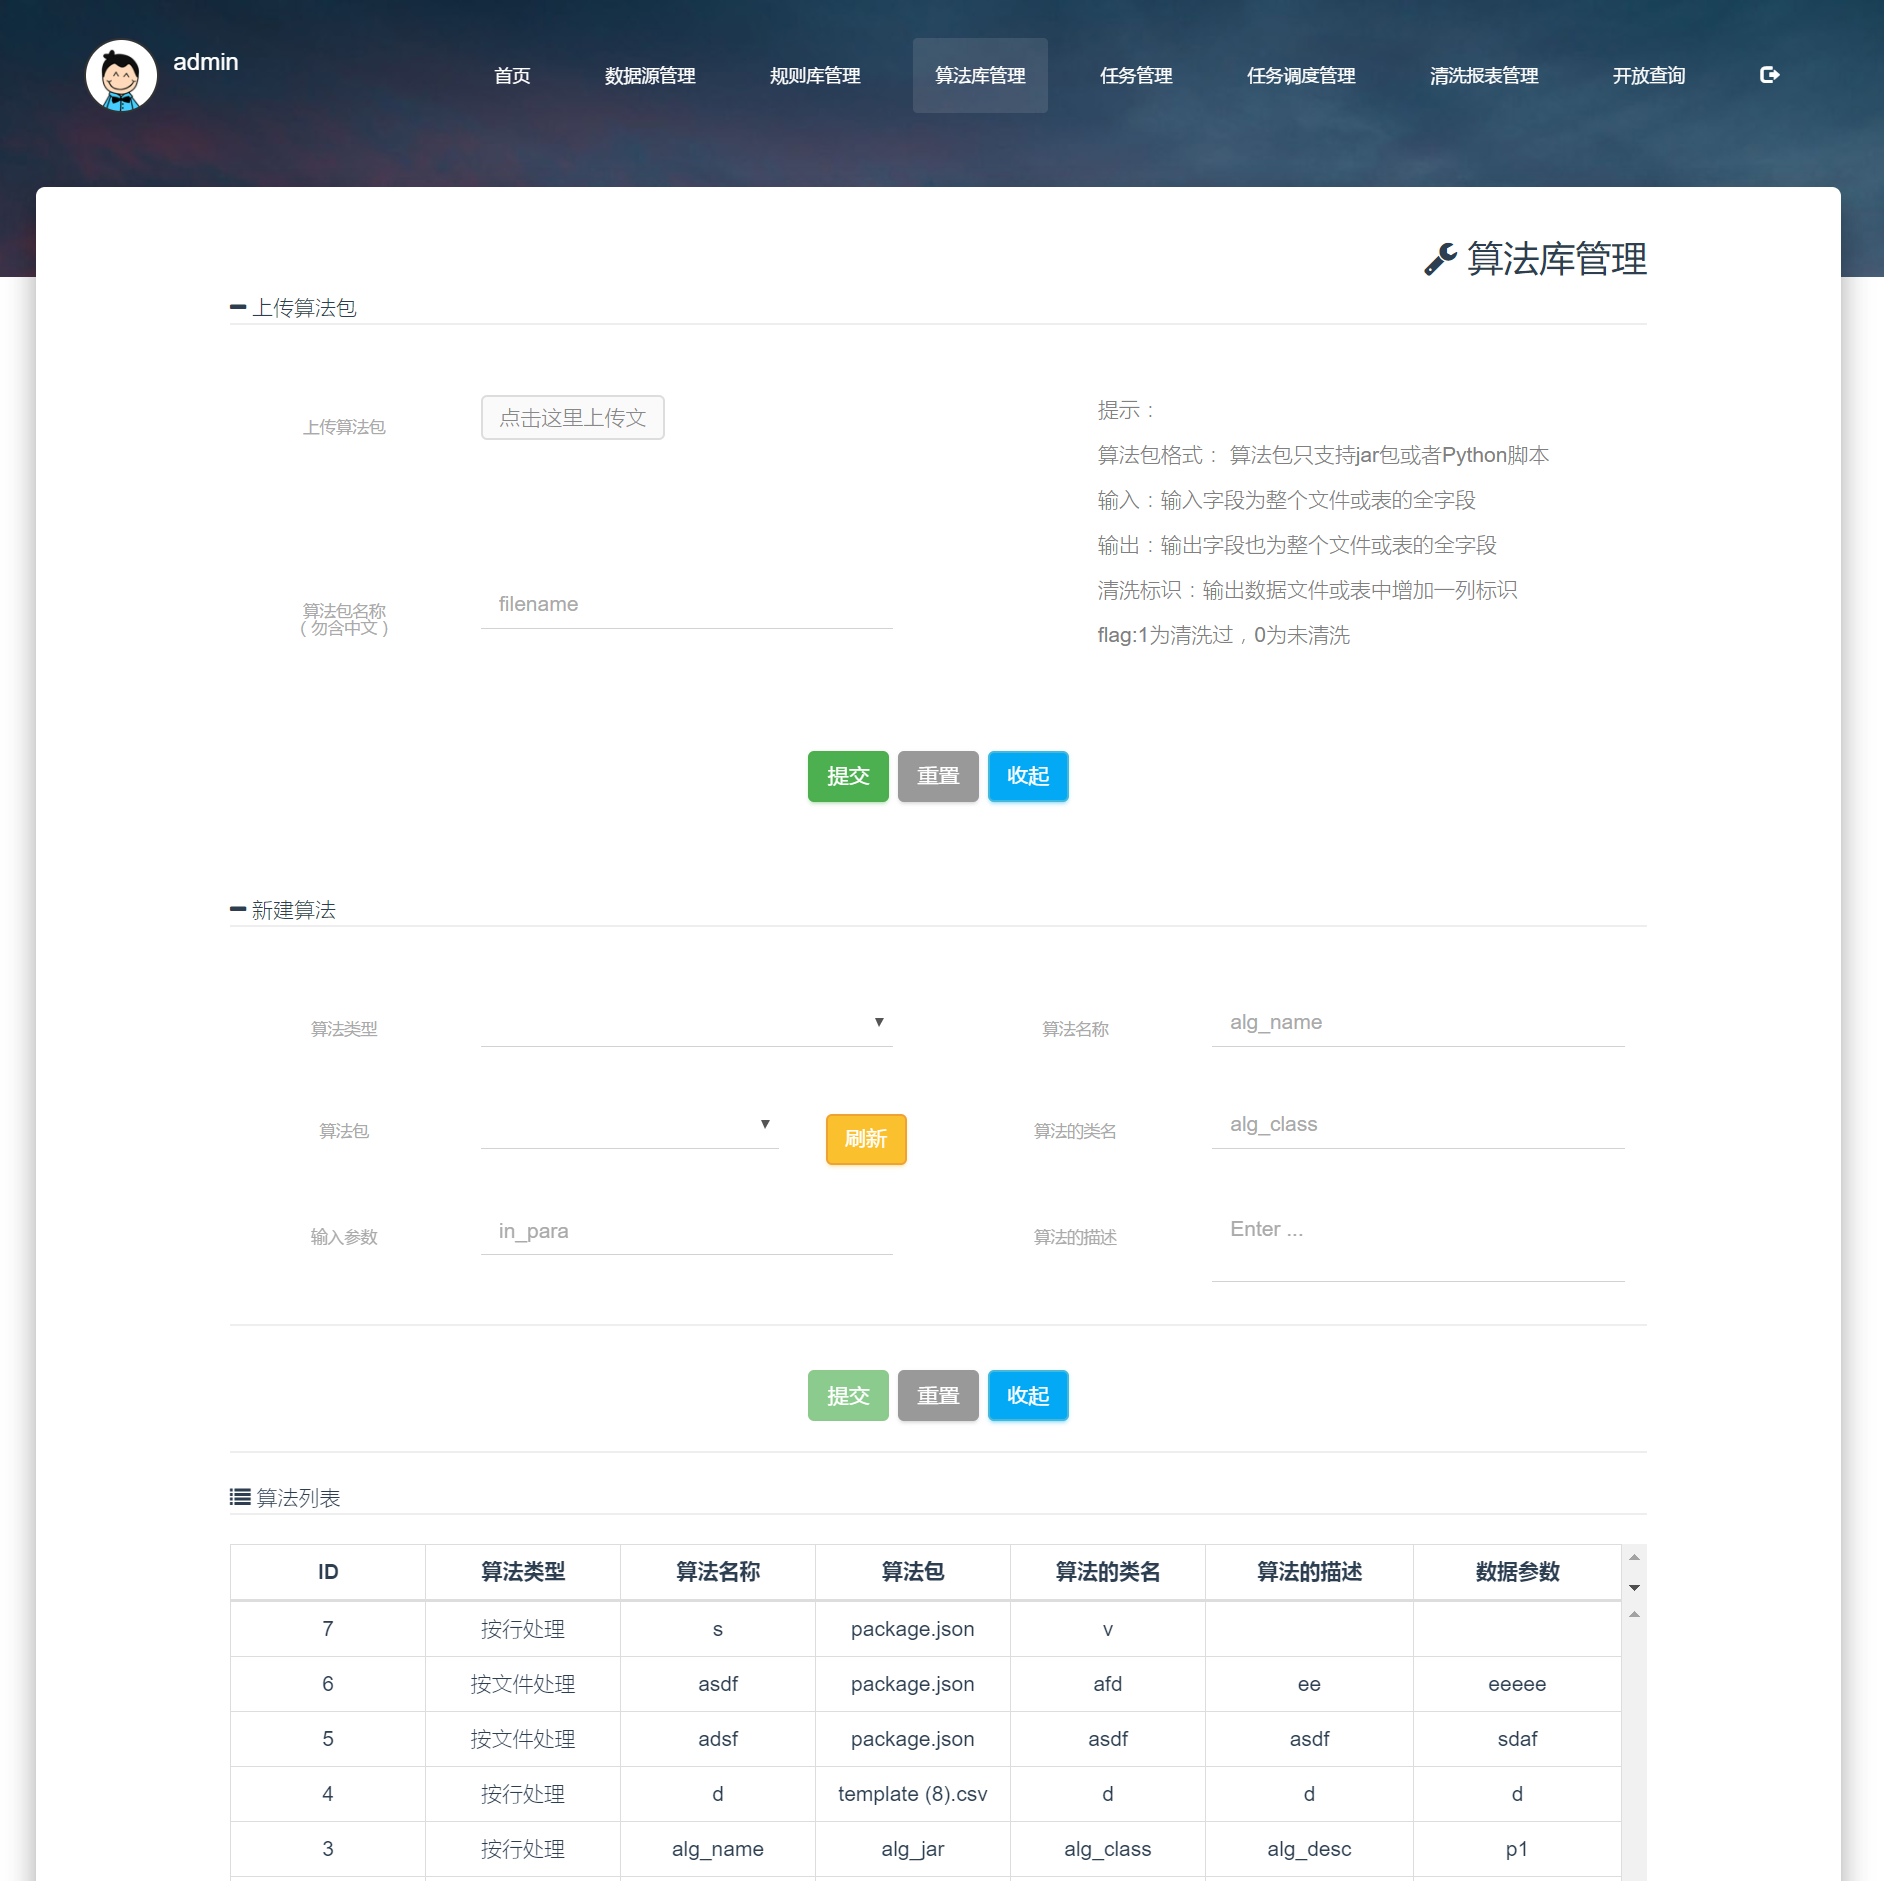 admin
首页 数据源管理 规则库管理 算法库管理 任务管理 任务调度管理 清洗报表管理 开放查询
算法库管理
上传算法包
上传算法包 点击这里上传文
提示：
算法包格式： 算法包只支持jar包或者Python脚本
输入：输入字段为整个文件或表的全字段
输出：输出字段也为整个文件或表的全字段
清洗标识：输出数据文件或表中增加一列标识
flag:1为清洗过，0为未清洗
算法包名称
（勿含中文） filename
提交 重置 收起
新建算法
算法类型 算法名称 alg_name
算法包 刷新 算法的类名 alg_class
输入参数 in_para 算法的描述 Enter ...
提交 重置 收起
算法列表
ID 算法类型 算法名称 算法包 算法的类名 算法的描述 数据参数
7 按行处理 s package.json v
6 按文件处理 asdf package.json afd ee eeeee
5 按文件处理 adsf package.json asdf asdf sdaf
4 按行处理 d template (8).csv d d d
3 按行处理 alg_name alg_jar alg_class alg_desc p1